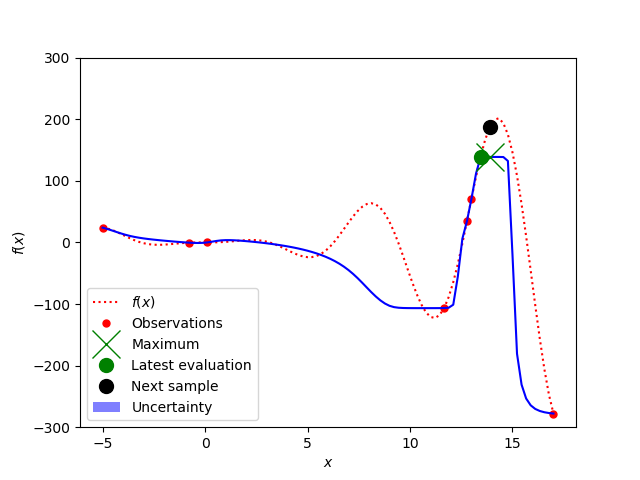 300
200
100
0
−100
−200
−300
f(x)
f(x)
Observations
Maximum
Latest evaluation
Next sample
Uncertainty
−5
0
5
10
15
x